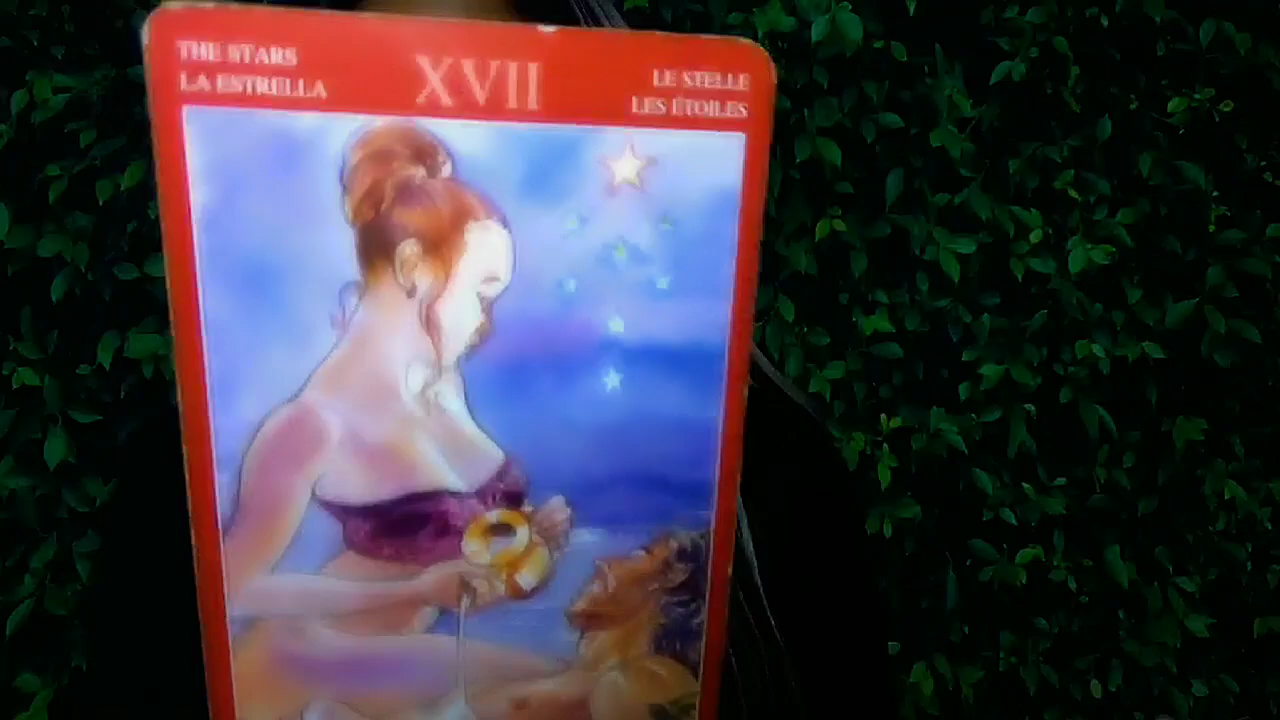 THE STARS
LA ESTRELLA
XVII
LE STELLE
LES ÉTOILES